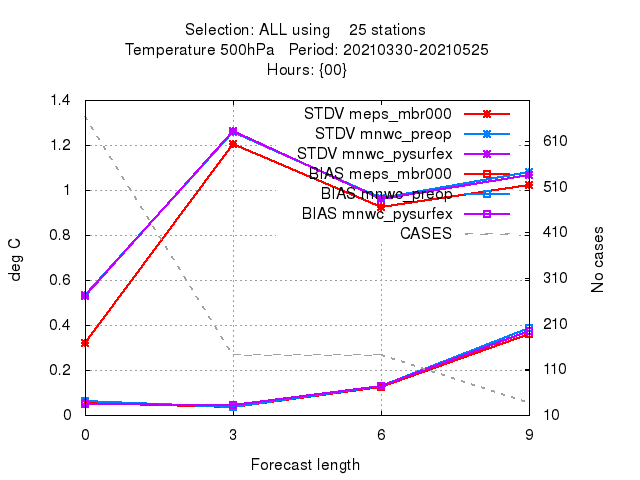 Selection: ALL using 25 stations
Temperature 500hPa Period: 20210330-20210525
Hours: {00}
STDV meps_mbr000
STDV mnwc_preop
STDV mnwc_pysurfex
BIAS meps_mbr000
BIAS mnwc_preop
BIAS mnwc_pysurfex
CASES
deg C
1.4
1.2
1
0.8
0.6
0.4
0.2
0
610
510
410
310
210
110
10
No cases
0 3 6 9
Forecast length